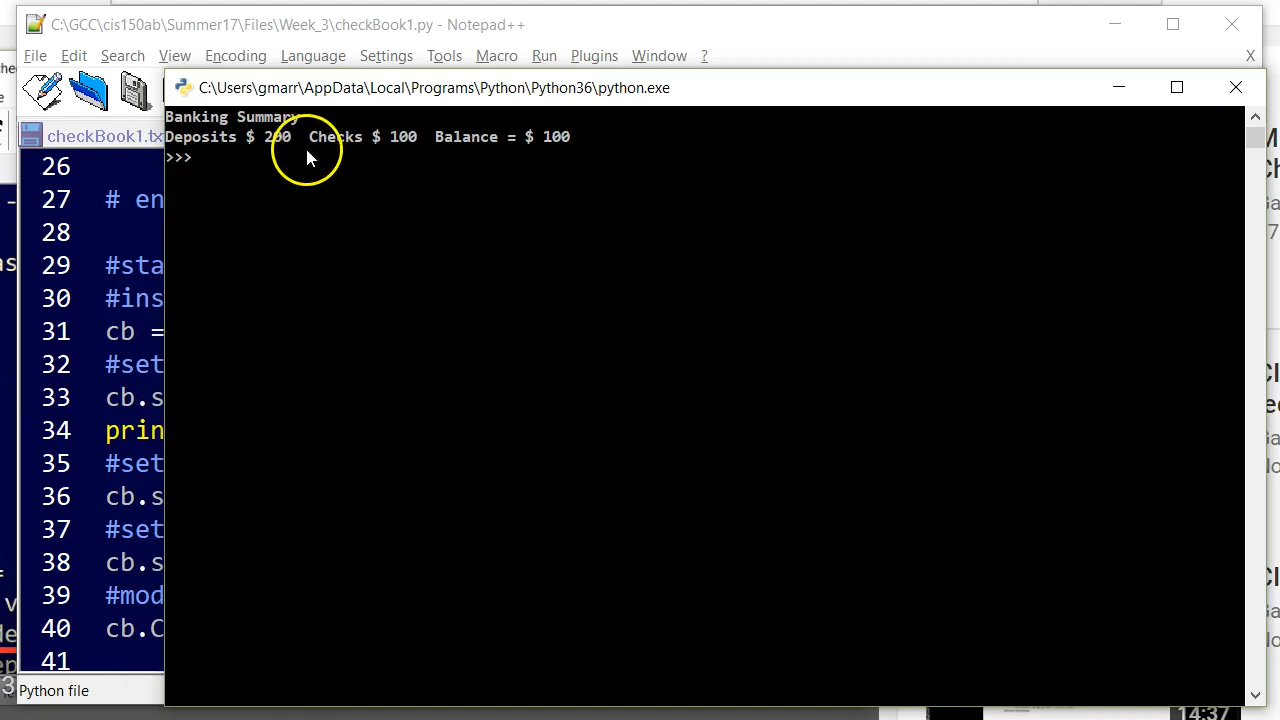 C:\GCC\cis150ab\Summer17\Files\Week_3\checkBook1.py - Notepad++
File Edit Search View Encoding Language Settings Tools Macro Run Plugins Window ? X
C:\Users\gmarr\AppData\Local\Programs\Python\Python36\python.exe
checkBook1.tx
Banking Summary
Deposits $ 200 Checks $ 100 Balance = $ 100
>>>
26
27 # en
28
29 #sta
30 #ins
31 cb =
32 #set
33 cb.s
34 prin
35 #set
36 cb.s
37 #set
38 cb.s
39 #mod
40 cb.C
41
Python file
14:37